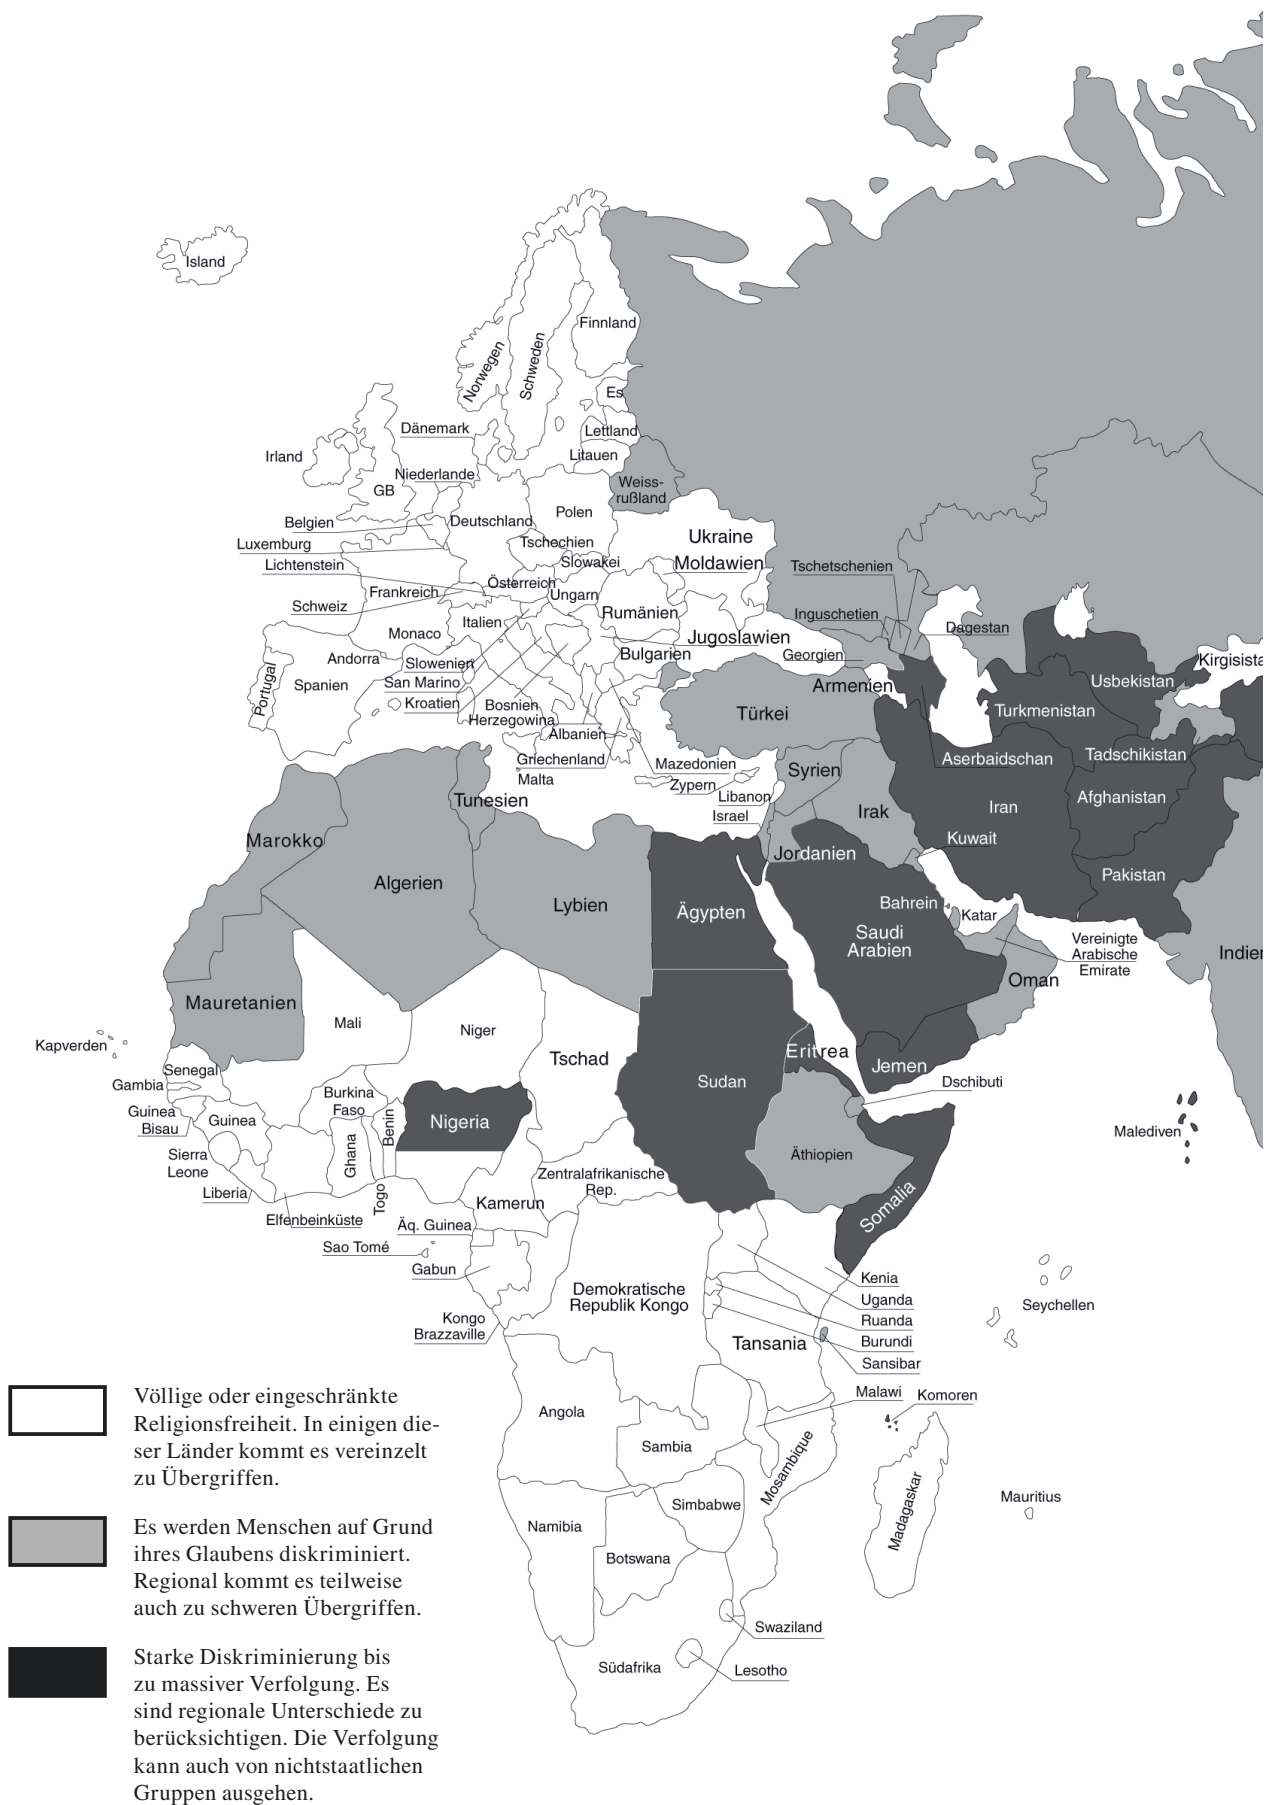 Island
Finnland
Norwegen
Schweden
Es
Dänemark
Lettland
Irland
Litauen
Niederlande
GB
Weiss-
rußland
Polen
Belgien
Deutschland
Ukraine
Luxemburg
Tschechien
Slowakei
Moldawien
Lichtenstein
Tschetschenien
Österreich
Frankreich
Ungarn
Schweiz
Rumänien
Inguschetien
Italien
Dagestan
Monaco
Jugoslawien
Bulgarien
Georgien
Andorra
Slowenien
Kirgisista
Portugal
Spanien
San Marino
Armenien
Usbekistan
Kroatien
Bosnien
Herzegowina
Türkei
Turkmenistan
Albanien
Griechenland
Mazedonien
Aserbaidschan
Tadschikistan
Malta
Zypern
Syrien
Tunesien
Libanon
Israel
Irak
Iran
Afghanistan
Marokko
Kuwait
Jordanien
Algerien
Pakistan
Lybien
Ägypten
Bahrein
Katar
Saudi
Arabien
Vereinigte
Arabische
Emirate
Indien
Oman
Mauretanien
Mali
Niger
Kapverden
Tschad
Eritrea
Senegal
Jemen
Gambia
Sudan
Dschibuti
Burkina
Faso
Guinea
Bisau
Guinea
Benin
Nigeria
Malediven
Ghana
Äthiopien
Sierra
Leone
Zentralafrikanische
Rep.
Liberia
Togo
Kamerun
Somalia
Elfenbeinküste
Äq. Guinea
Sao Tomé
Gabun
Kenia
Demokratische
Republik Kongo
Uganda
Seychellen
Kongo
Brazzaville
Ruanda
Burundi
Tansania
Sansibar
Malawi
Komoren
Angola
Sambia
Mosambique
Madagaskar
Mauritius
Simbabwe
Namibia
Botswana
Swaziland
Südafrika
Lesotho
Völlige oder eingeschränkte
Religionsfreiheit. In einigen die-
ser Länder kommt es vereinzelt
zu Übergriffen.
Es werden Menschen auf Grund
ihres Glaubens diskriminiert.
Regional kommt es teilweise
auch zu schweren Übergriffen.
Starke Diskriminierung bis
zu massiver Verfolgung. Es
sind regionale Unterschiede zu
berücksichtigen. Die Verfolgung
kann auch von nichtstaatlichen
Gruppen ausgehen.